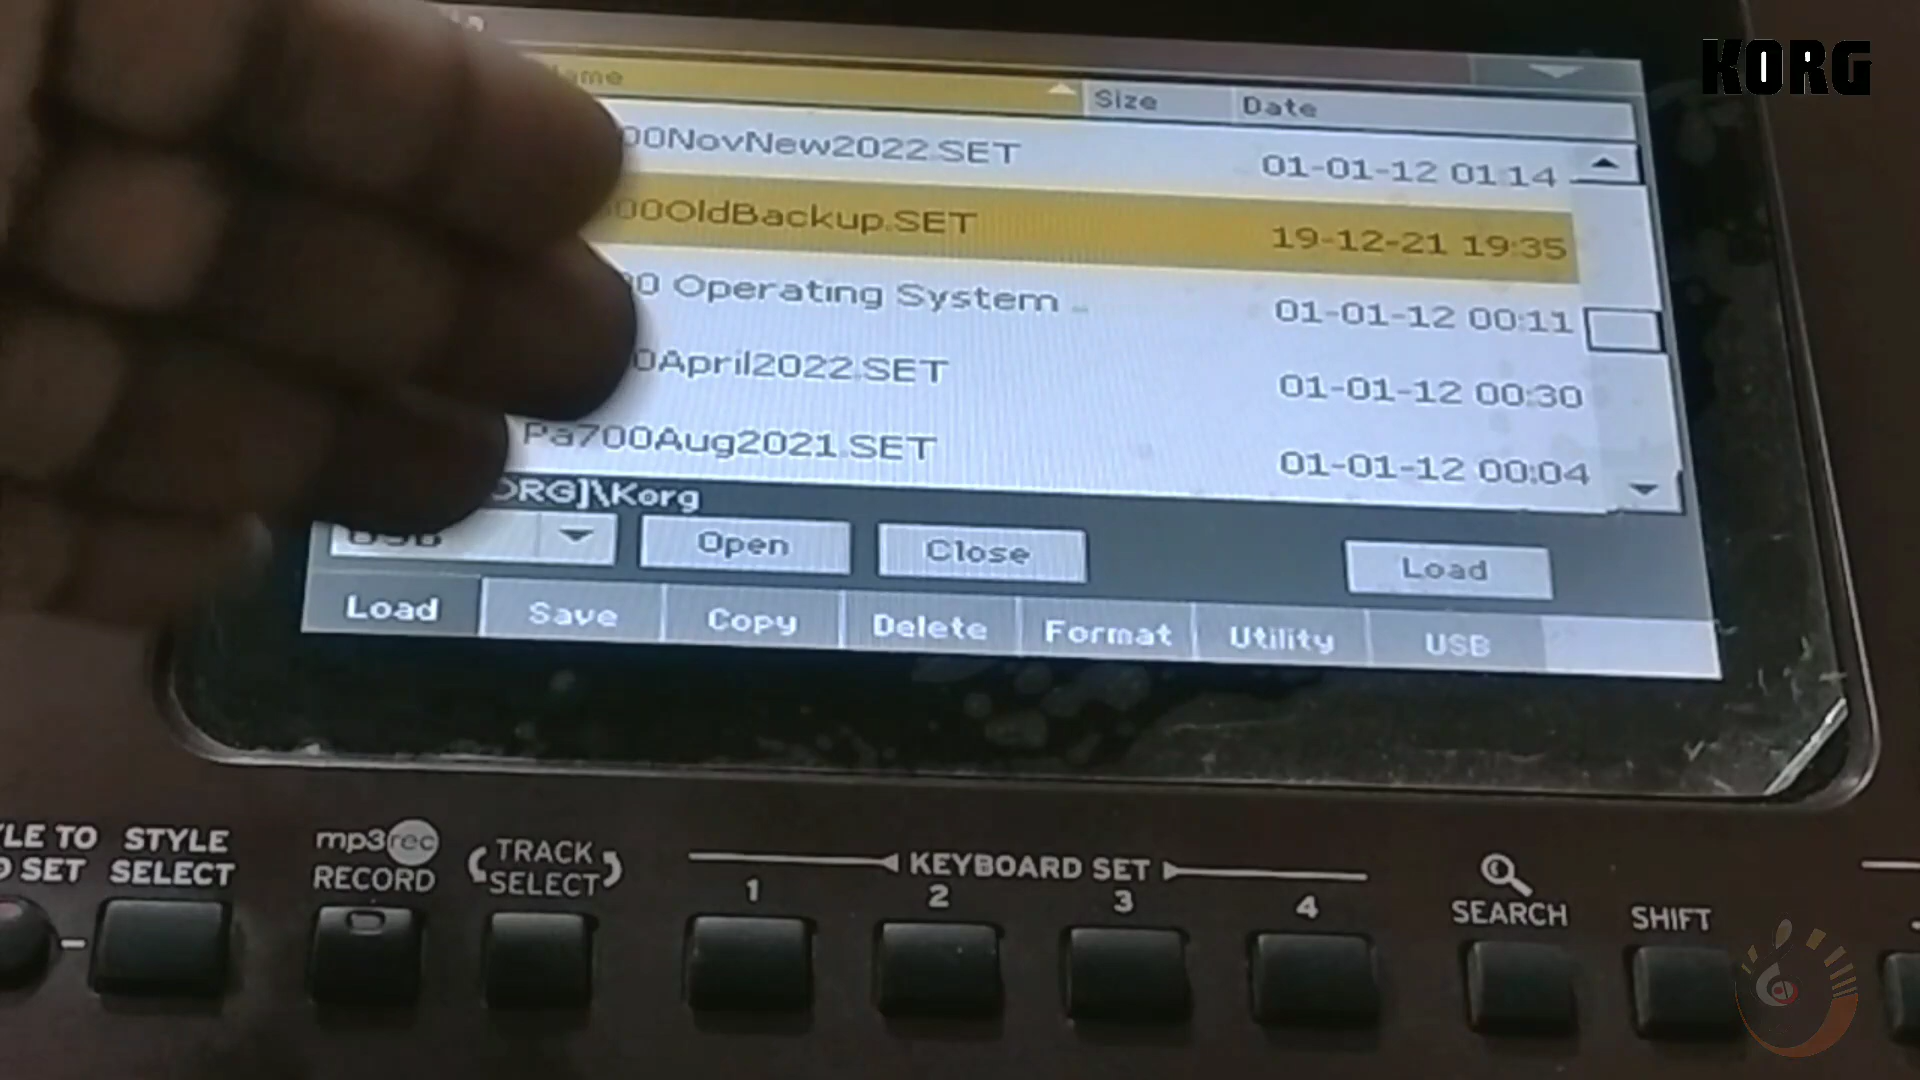 KORG
Name Size Date
00NovNew2022.SET 01-01-12 01:14
00OldBackup.SET 19-12-21 19:35
0 Operating System .. 01-01-12 00:11
0April2022.SET 01-01-12 00:30
Pa700Aug2021.SET 01-01-12 00:04
ORG]\Korg
USB Open Close Load
Load Save Copy Delete Format Utility USB
STYLE SELECT
mp3rec RECORD
TRACK SELECT
KEYBOARD SET
1 2 3 4
SEARCH
SHIFT